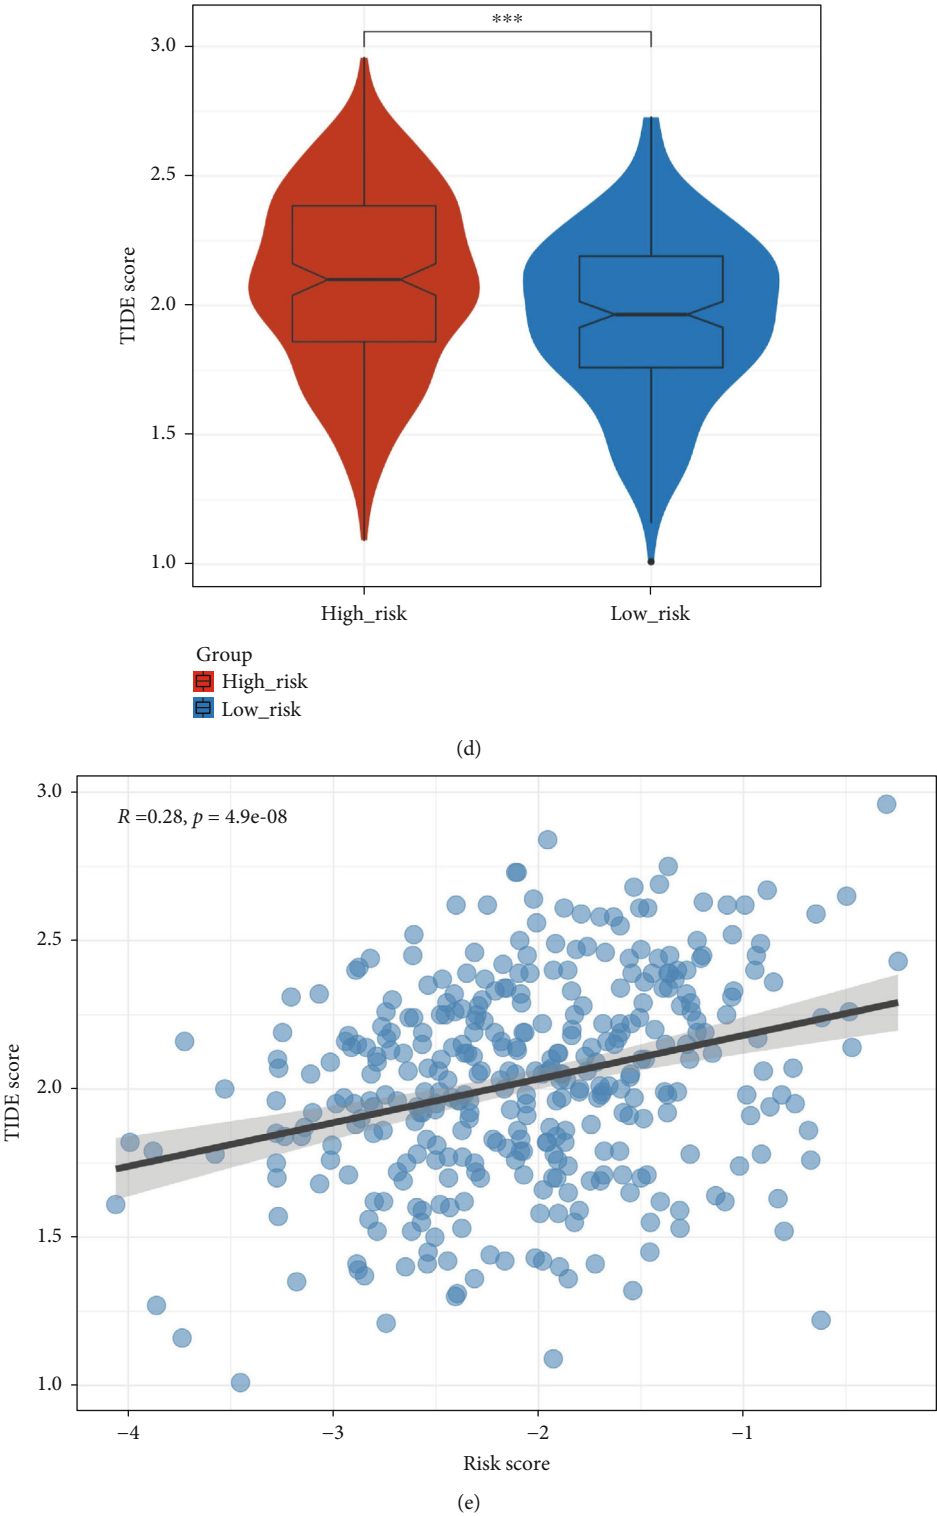 ***
3.0
2.5
2.0
1.5
1.0
TIDE score
High_risk
Low_risk
Group
High_risk
Low_risk
(d)
R =0.28, p = 4.9e-08
3.0
2.5
2.0
1.5
1.0
TIDE score
−4
−3
−2
−1
Risk score
(e)